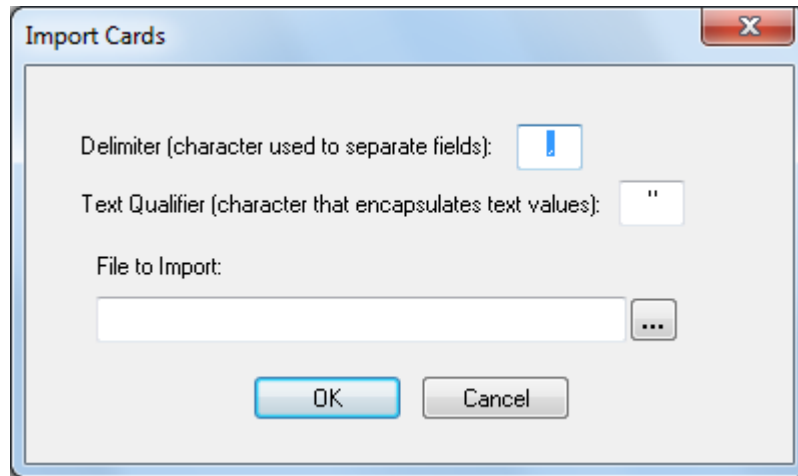 Import Cards
Delimiter (character used to separate fields): ,
Text Qualifier (character that encapsulates text values): "
File to Import:
...
OK Cancel